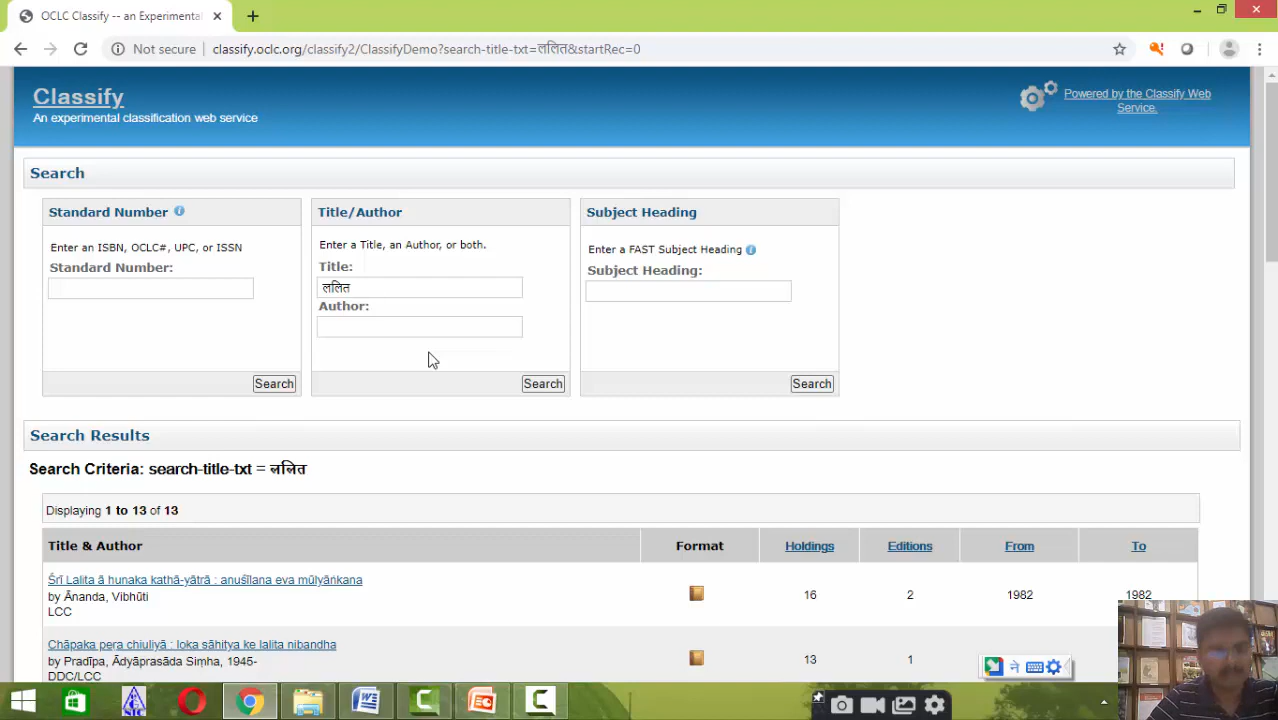 OCLC Classify -- an Experimental
Not secure
classify.oclc.org/classify2/ClassifyDemo?search-title-txt=ललित&startRec=0
Classify
An experimental classification web service
Powered by the Classify Web
Service.
Search
Standard Number
Title/Author
Subject Heading
Enter an ISBN, OCLC#, UPC, or ISSN
Enter a Title, an Author, or both.
Enter a FAST Subject Heading
Standard Number:
Title:
Subject Heading:
ललित
Author:
Search
Search
Search
Search Results
Search Criteria: search-title-txt = ललित
Displaying 1 to 13 of 13
Title & Author
Format
Holdings
Editions
From
To
Śrī Lalita ā hunaka kathā-yātrā : anuśīlana eva mūlyāṅkana
by Ānanda, Vibhūti
LCC
16
2
1982
1982
Chāpaka pera chiuliyā : loka sāhitya ke lalita nibandha
by Pradīpa, Ādyāprasāda Siṃha, 1945-
DDC/LCC
13
1
ने